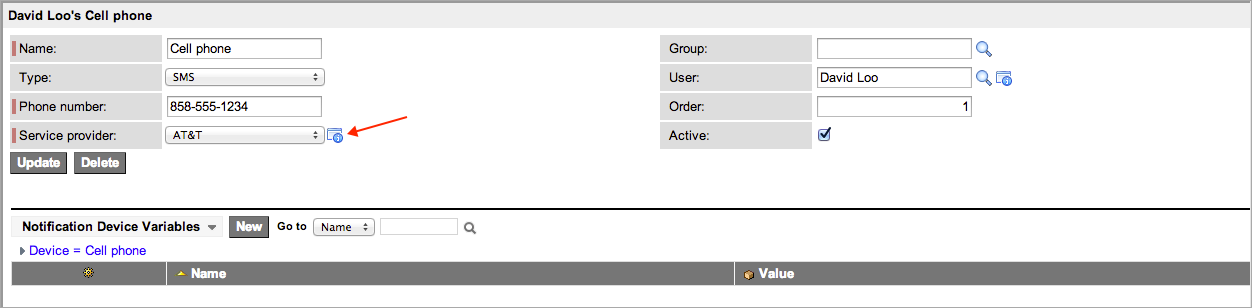 David Loo's Cell phone
Name: Cell phone Group:
Type: SMS User: David Loo
Phone number: 858-555-1234 Order: 1
Service provider: AT&T Active:
Update Delete
Notification Device Variables New Go to Name
Device = Cell phone
Name Value